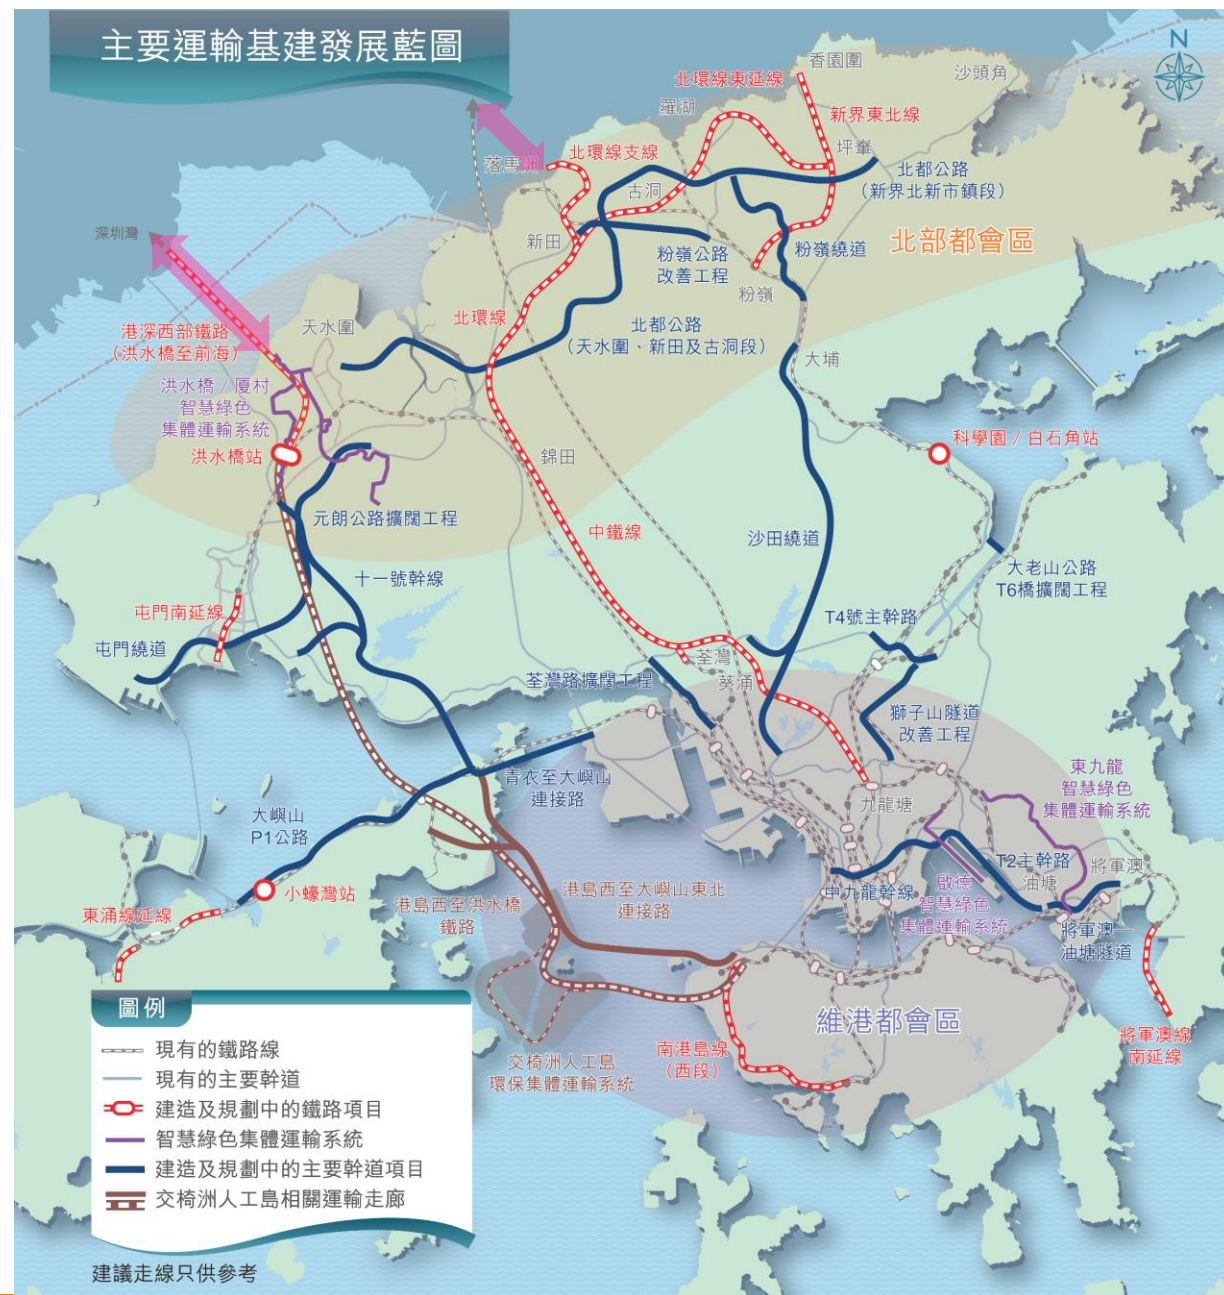 主要運輸基建發展藍圖
N
香園圍
沙頭角
北環線東延線
羅湖
新界東北線
坪輋
落馬洲
北環線支線
古洞
北都公路
（新界北新市鎮段）
深圳灣
新田
粉嶺公路
改善工程
粉嶺繞道
北部都會區
粉嶺
港深西部鐵路
（洪水橋至前海）
天水圍
北環線
北都公路
（天水圍、新田及古洞段）
大埔
洪水橋 / 厦村
智慧綠色
集體運輸系統
洪水橋站
錦田
科學園 / 白石角站
元朗公路擴闊工程
中鐵線
沙田繞道
大老山公路
T6橋擴闊工程
十一號幹線
屯門南延線
T4號主幹路
屯門繞道
荃灣
荃灣路擴闊工程
葵涌
獅子山隧道
改善工程
青衣至大嶼山
連接路
東九龍
智慧綠色
集體運輸系統
九龍塘
大嶼山
P1公路
T2主幹路
油塘
將軍澳
小蠔灣站
中九龍幹線
啟德
智慧綠色
集體運輸系統
港島西至洪水橋
鐵路
港島西至大嶼山東北
連接路
東涌線延線
將軍澳—
油塘隧道
維港都會區
交椅洲人工島
環保集體運輸系統
南港島線
（西段）
將軍澳線
南延線
圖例
現有的鐵路線
現有的主要幹道
建造及規劃中的鐵路項目
智慧綠色集體運輸系統
建造及規劃中的主要幹道項目
交椅洲人工島相關運輸走廊
建議走線只供參考